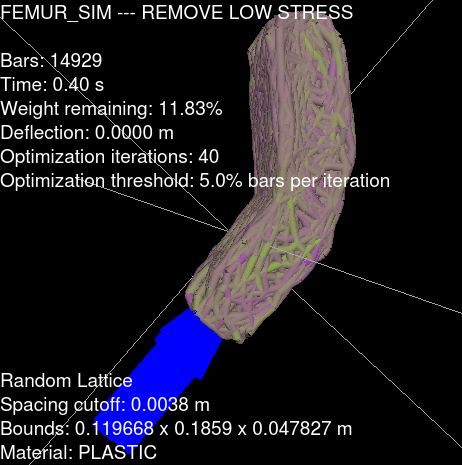 FEMUR_SIM --- REMOVE LOW STRESS
Bars: 14929
Time: 0.40 s
Weight remaining: 11.83%
Deflection: 0.0000 m
Optimization iterations: 40
Optimization threshold: 5.0% bars per iteration
Random Lattice
Spacing cutoff: 0.0038 m
Bounds: 0.119668 x 0.1859 x 0.047827 m
Material: PLASTIC